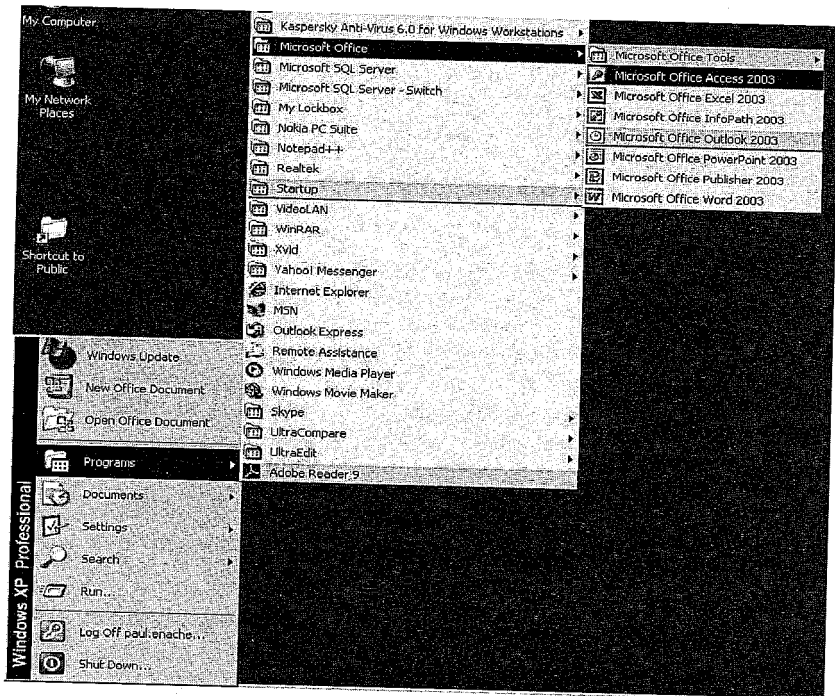 My Computer
My Network
Places
Shortcut to
Public
Kaspersky Anti-Virus 6.0 for Windows Workstations
Microsoft Office
Microsoft SQL Server
Microsoft SQL Server - Switch
My Lockbox
Nokia PC Suite
Notepad++
Realtek
Startup
VideoLAN
WinRAR
Xvid
Yahoo! Messenger
Internet Explorer
MSN
Outlook Express
Remote Assistance
Windows Media Player
Windows Movie Maker
Skype
UltraCompare
UltraEdit
Adobe Reader 9
Microsoft Office Tools
Microsoft Office Access 2003
Microsoft Office Excel 2003
Microsoft Office InfoPath 2003
Microsoft Office Outlook 2003
Microsoft Office PowerPoint 2003
Microsoft Office Publisher 2003
Microsoft Office Word 2003
Windows Update
New Office Document
Open Office Document
Programs
Documents
Settings
Search
Run...
Log Off paul.enache...
Shut Down...
Windows XP Professional